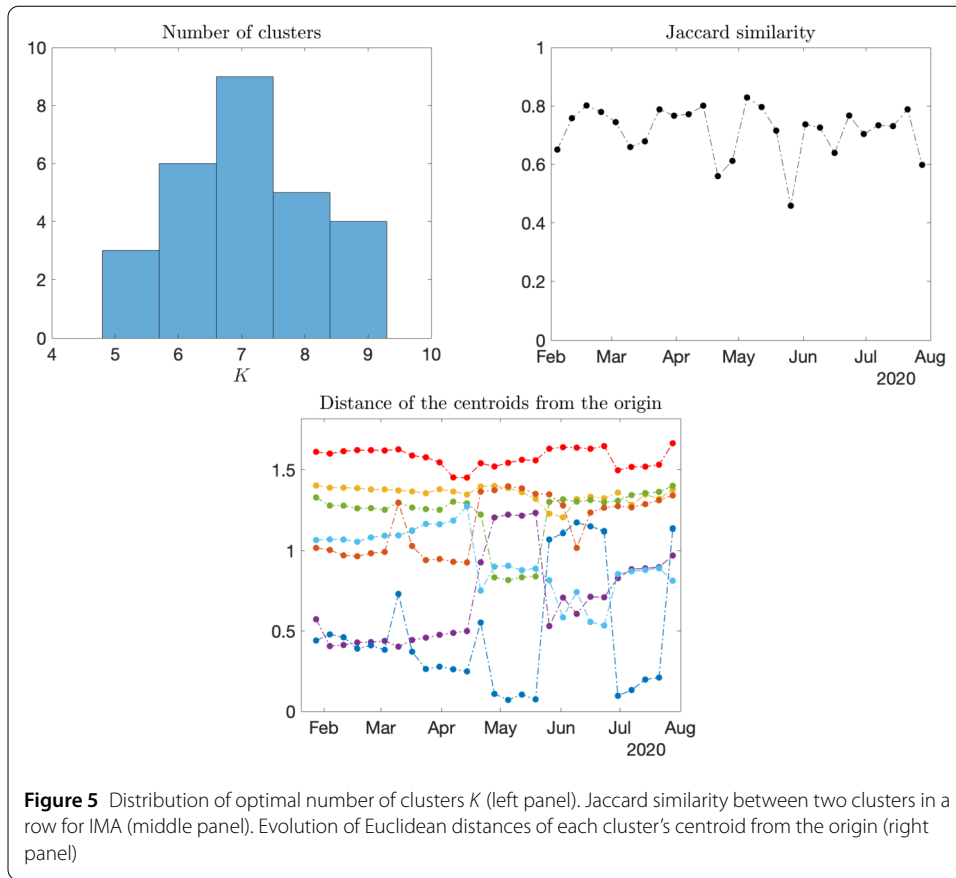 Number of clusters
10
8
6
4
2
0
4 5 6 7 8 9 10
K
Jaccard similarity
1
0.8
0.6
0.4
0.2
0
Feb Mar Apr May Jun Jul Aug
2020
Distance of the centroids from the origin
1.5
1
0.5
0
Feb Mar Apr May Jun Jul Aug
2020
Figure 5 Distribution of optimal number of clusters K (left panel). Jaccard similarity between two clusters in a
row for IMA (middle panel). Evolution of Euclidean distances of each cluster's centroid from the origin (right
panel)